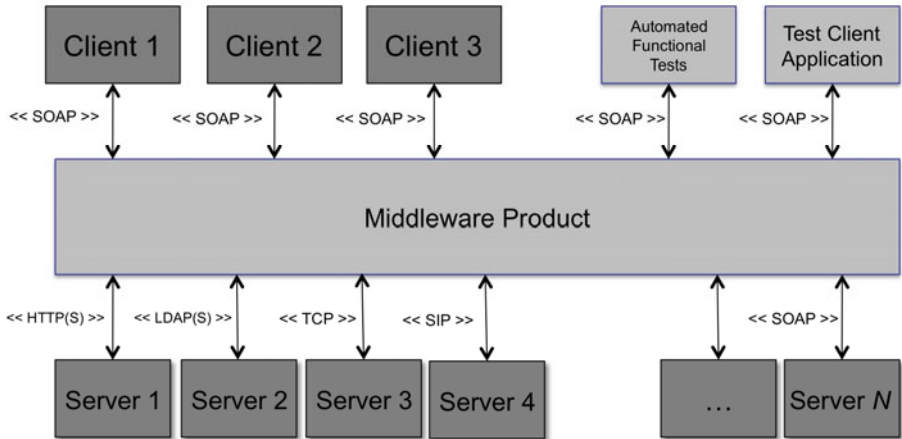 Client 1
Client 2
Client 3
Automated
Functional
Tests
Test Client
Application
<< SOAP >>
<< SOAP >>
<< SOAP >>
<< SOAP >>
<< SOAP >>
Middleware Product
<< HTTP(S) >>
<< LDAP(S) >>
<< TCP >>
<< SIP >>
<< SOAP >>
Server 1
Server 2
Server 3
Server 4
...
Server N